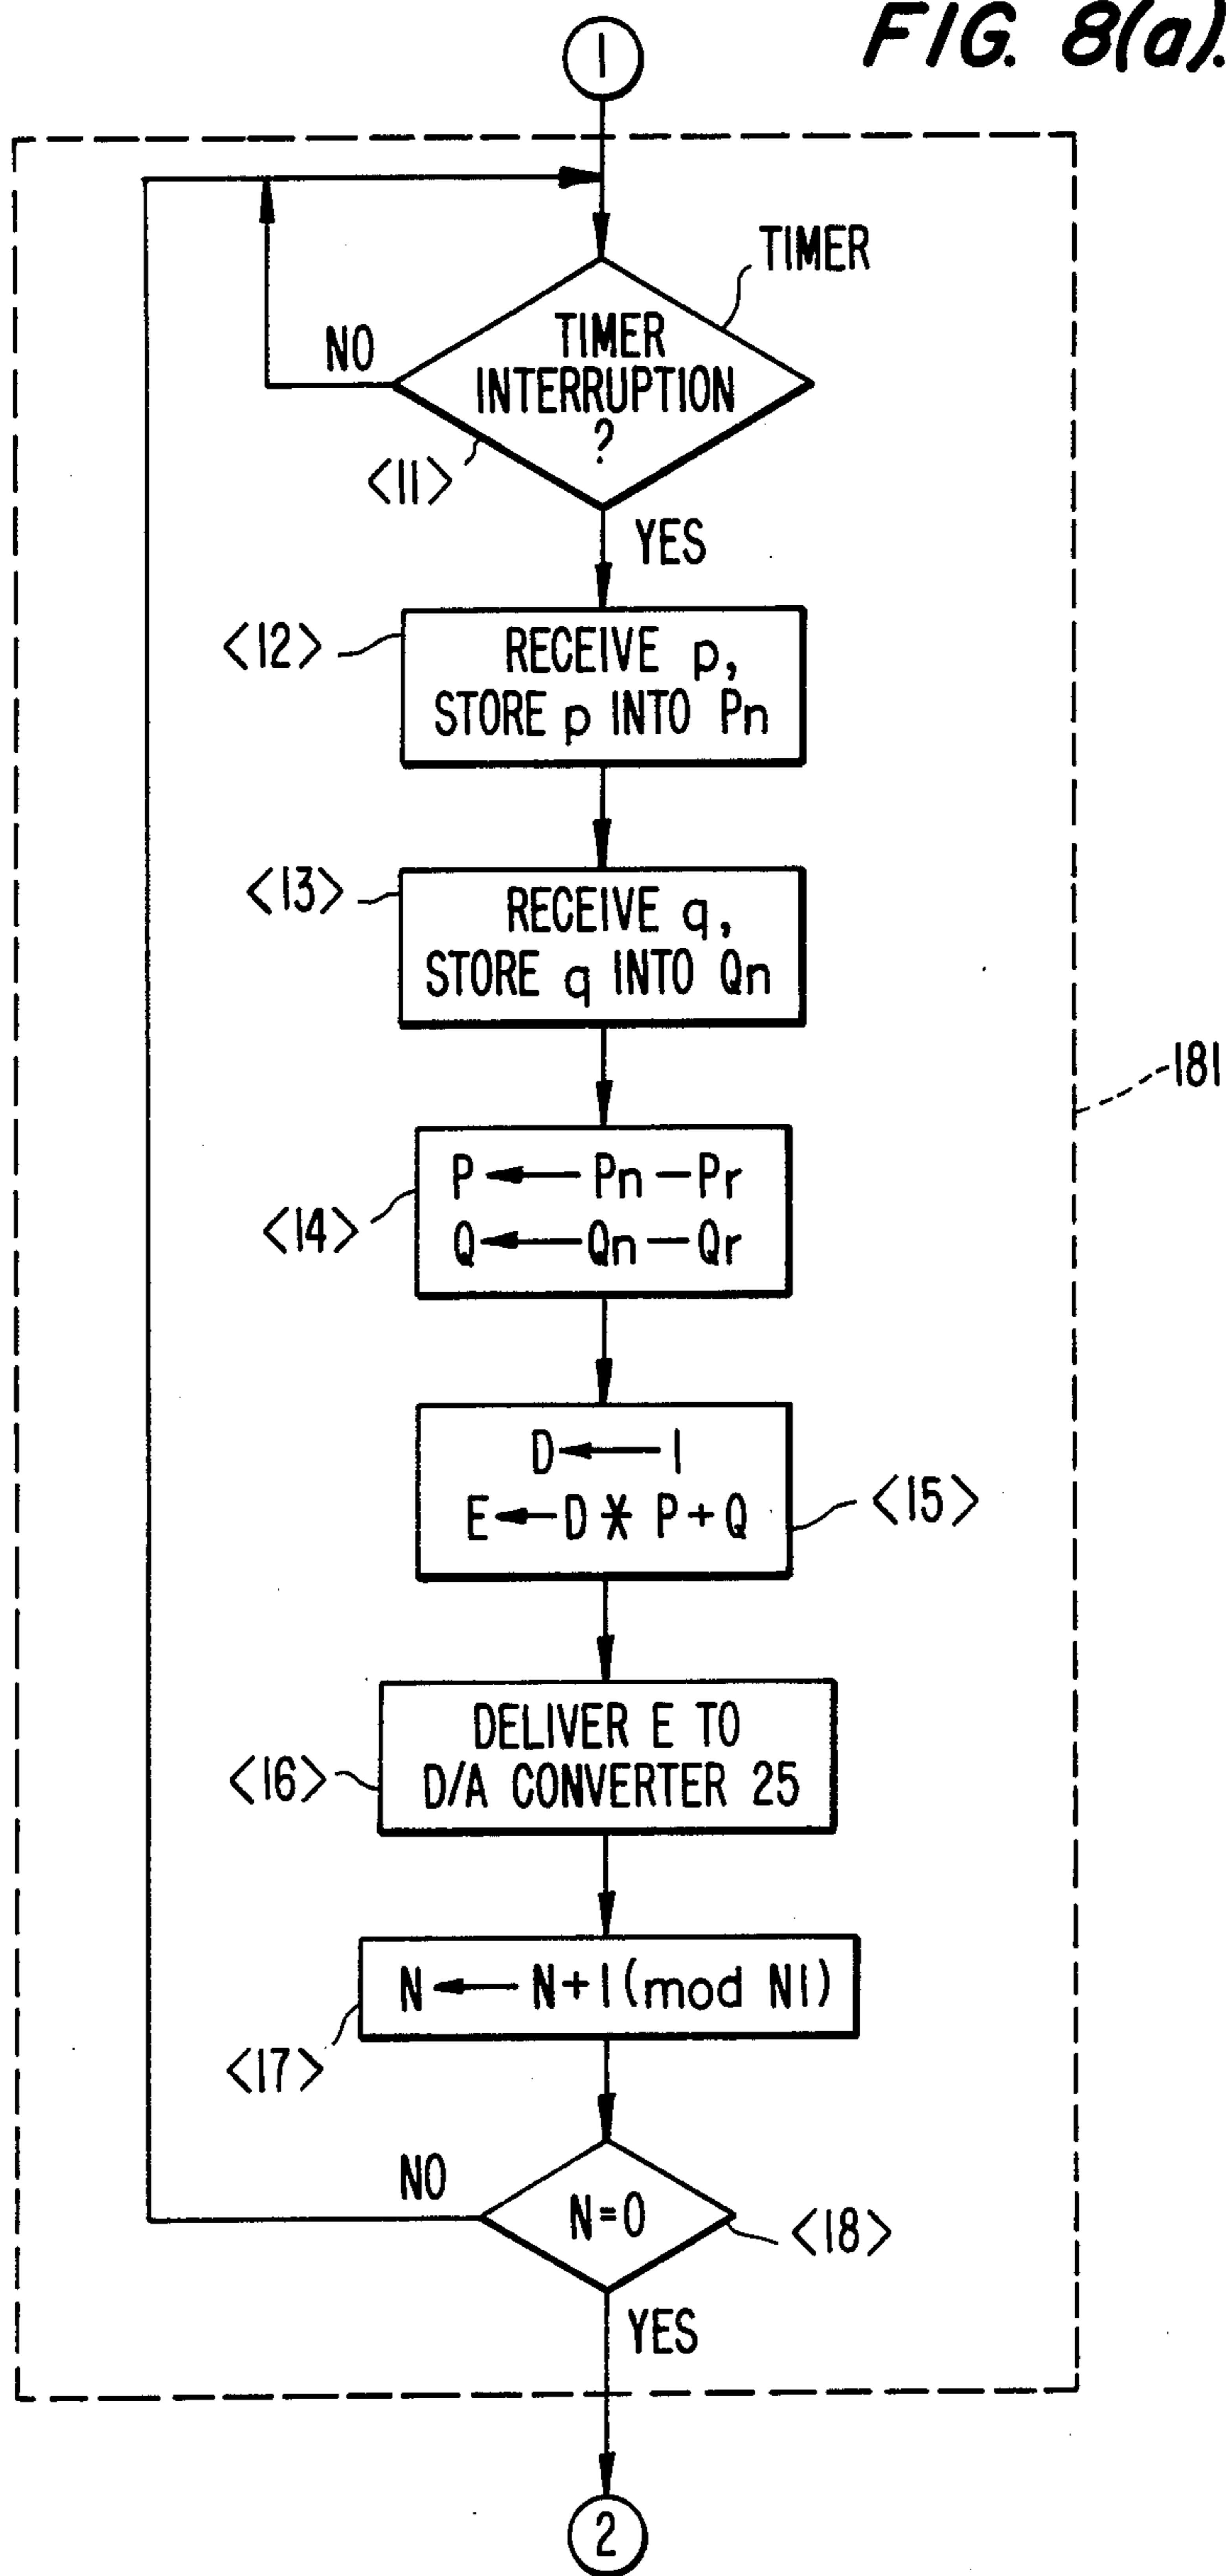 FIG. 8(a).
1
TIMER
TIMER
INTERRUPTION
?
NO
<11>
YES
<12>
RECEIVE p,
STORE p INTO Pn
<13>
RECEIVE q,
STORE q INTO Qn
181
<14>
P ← Pn − Pr
Q ← Qn − Qr
D ← 1
E ← D * P + Q
<15>
DELIVER E TO
D/A CONVERTER 25
<16>
N ← N + 1 (mod N1)
<17>
NO
N=0
<18>
YES
2